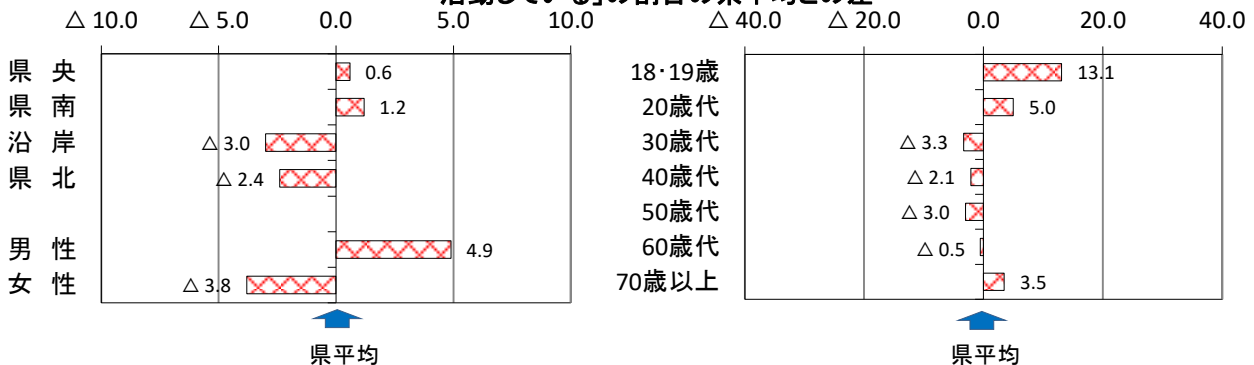 活動している」の割合の県平均との差
△ 10.0 △ 5.0 0.0 5.0 10.0
県 央 0.6
県 南 1.2
沿 岸 △ 3.0
県 北 △ 2.4
男 性 4.9
女 性 △ 3.8
県平均
△ 40.0 △ 20.0 0.0 20.0 40.0
18・19歳 13.1
20歳代 5.0
30歳代 △ 3.3
40歳代 △ 2.1
50歳代 △ 3.0
60歳代 △ 0.5
70歳以上 3.5
県平均